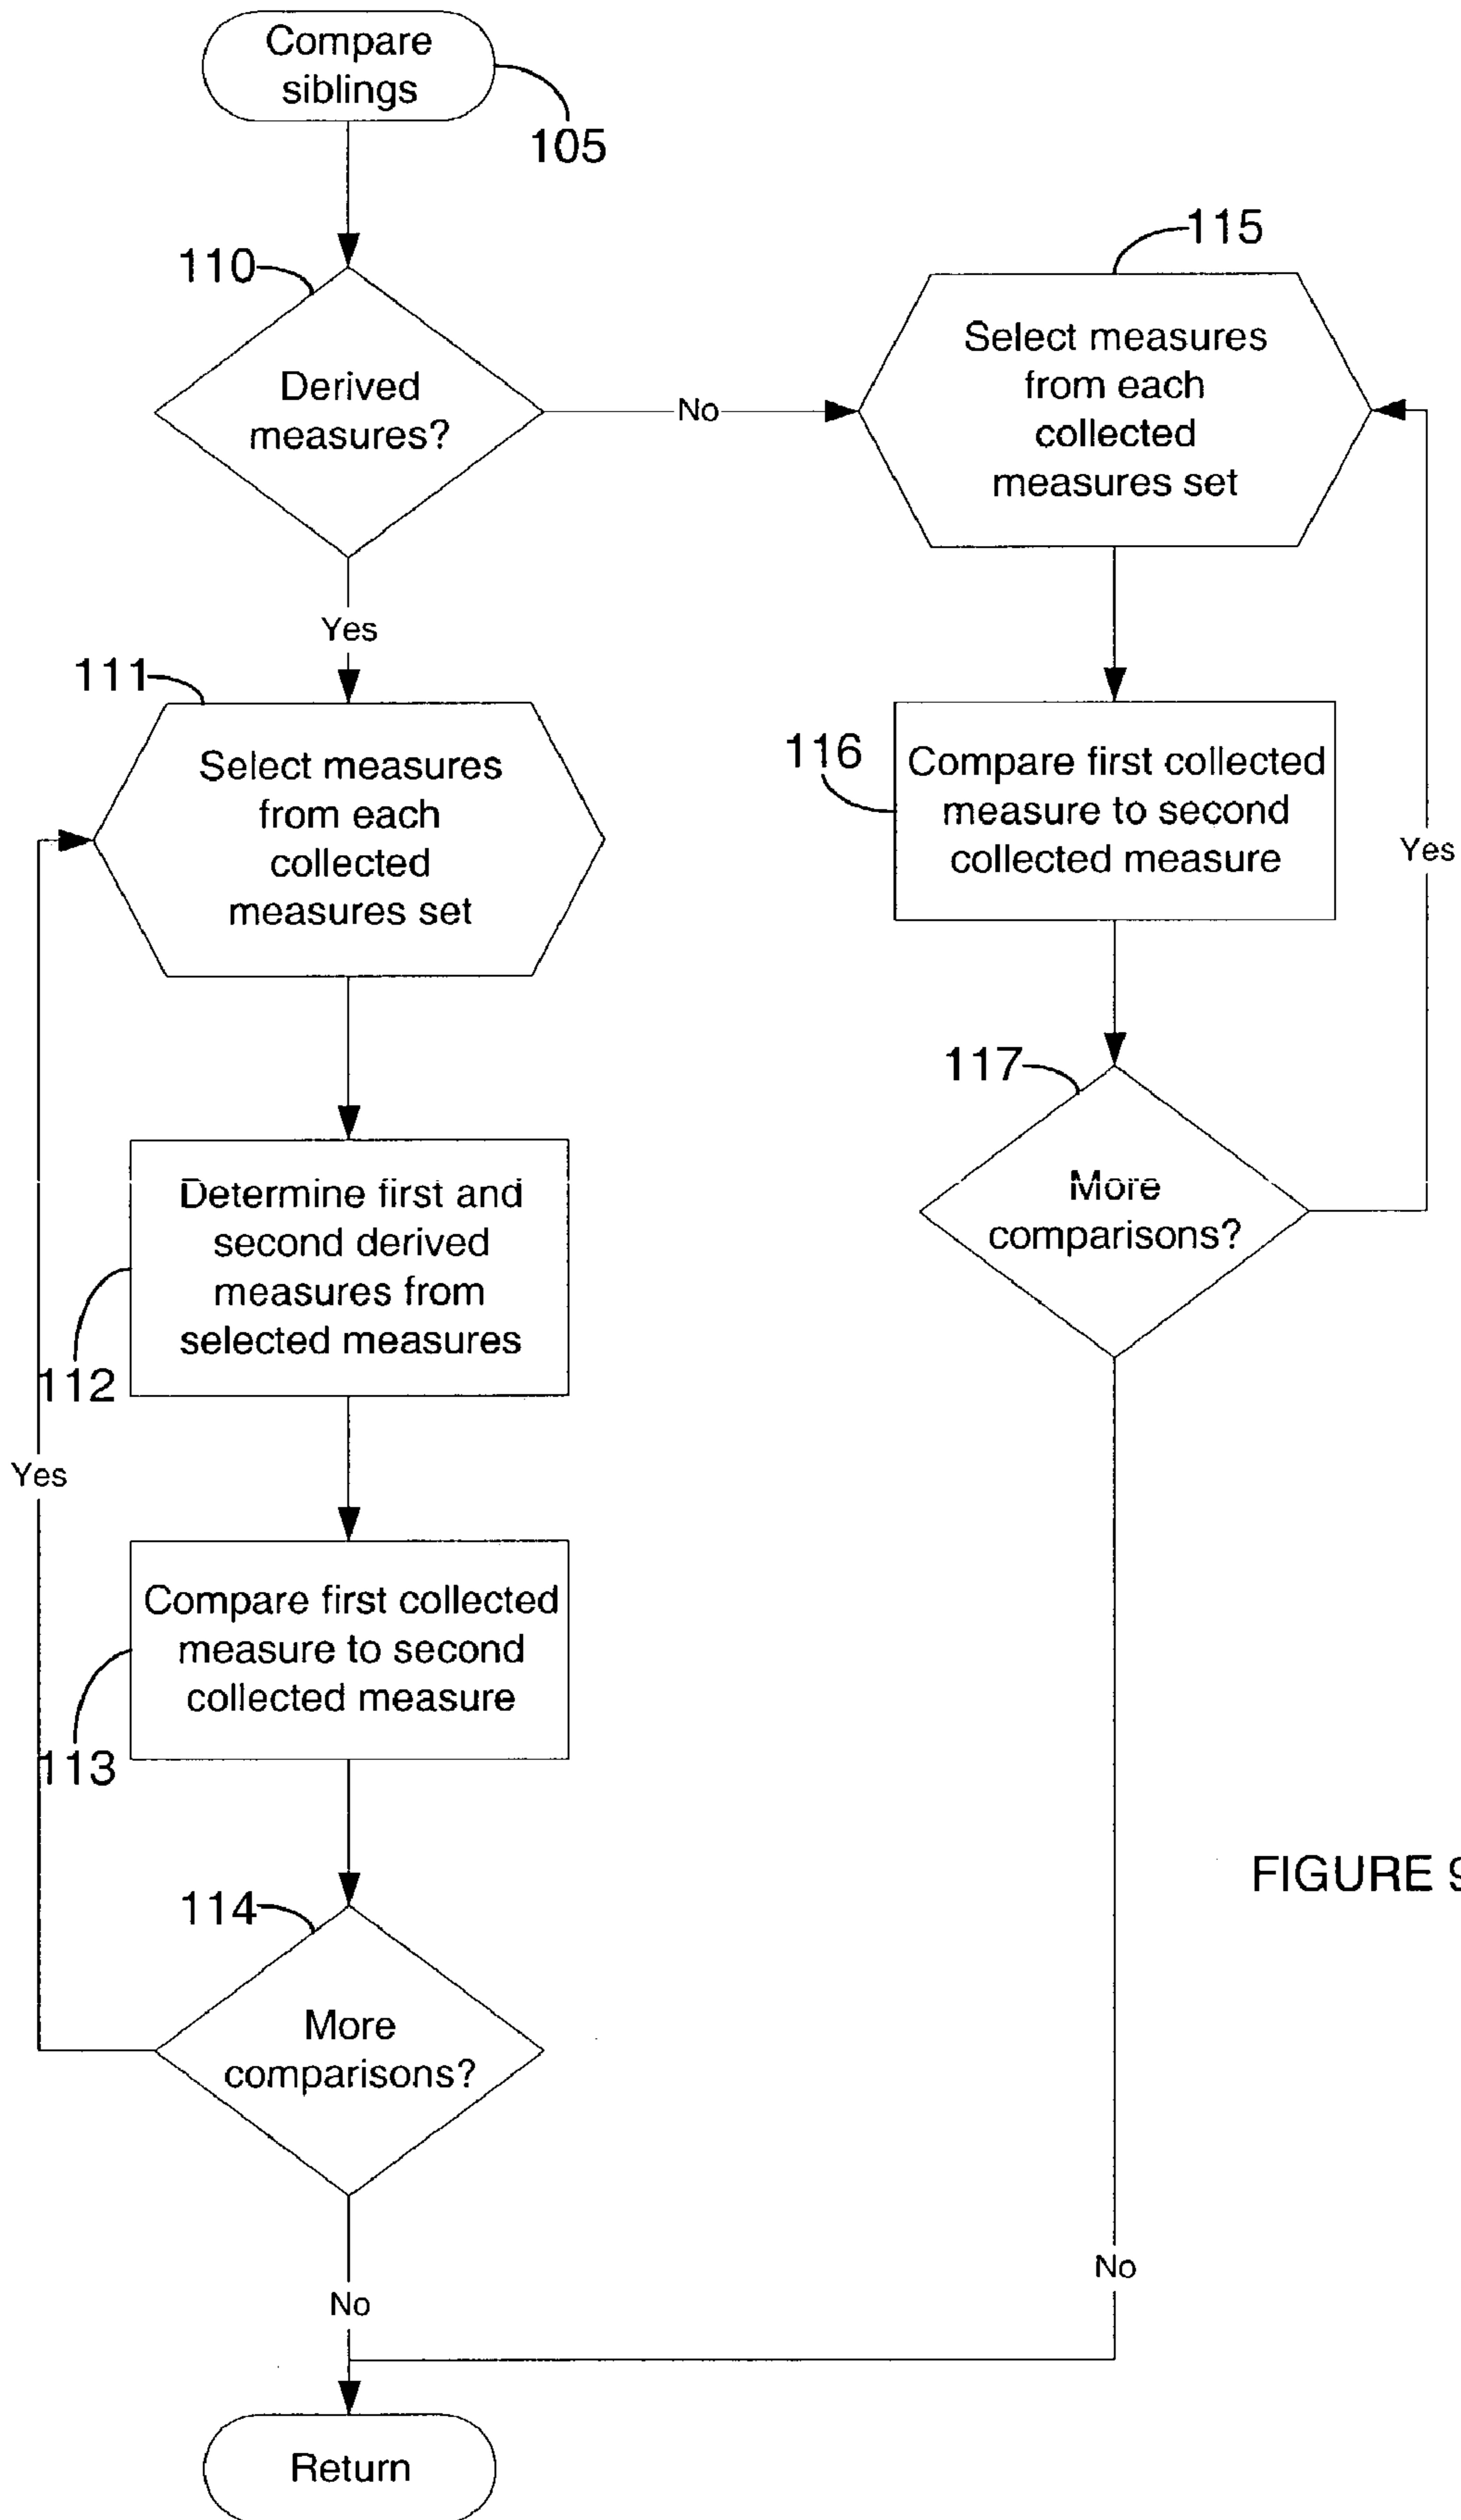 Compare
siblings
105
110
Derived
measures?
No
115
Select measures
from each
collected
measures set
Yes
111
Select measures
from each
collected
measures set
116
Compare first collected
measure to second
collected measure
Yes
117
More
comparisons?
Determine first and
second derived
measures from
selected measures
112
Yes
Compare first collected
measure to second
collected measure
113
FIGURE 9
114
More
comparisons?
No
No
Return